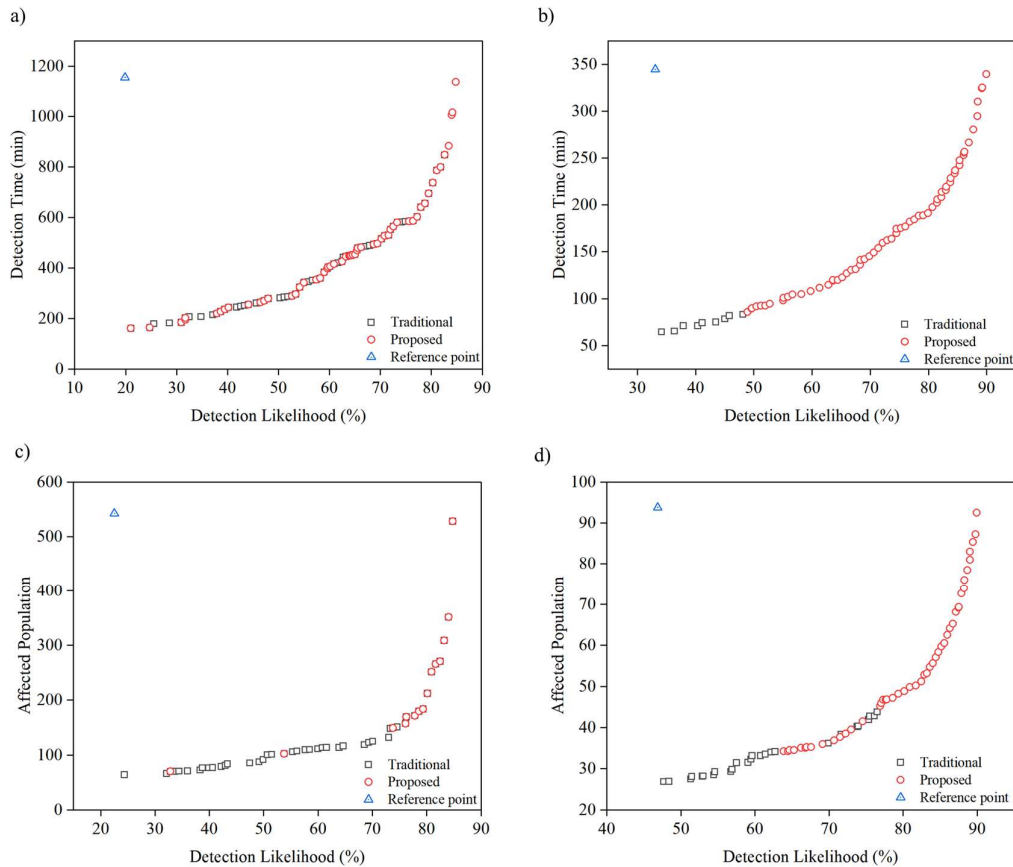 a)
1200
1000
800
600
400
200
0
Detection Time (min)
Traditional
Proposed
Reference point
10 20 30 40 50 60 70 80 90
Detection Likelihood (%)
b)
350
300
250
200
150
100
50
Detection Time (min)
Traditional
Proposed
Reference point
30 40 50 60 70 80 90
Detection Likelihood (%)
c)
600
500
400
300
200
100
0
Affected Population
Traditional
Proposed
Reference point
20 30 40 50 60 70 80 90
Detection Likelihood (%)
d)
100
90
80
70
60
50
40
30
20
Affected Population
Traditional
Proposed
Reference point
40 50 60 70 80 90
Detection Likelihood (%)